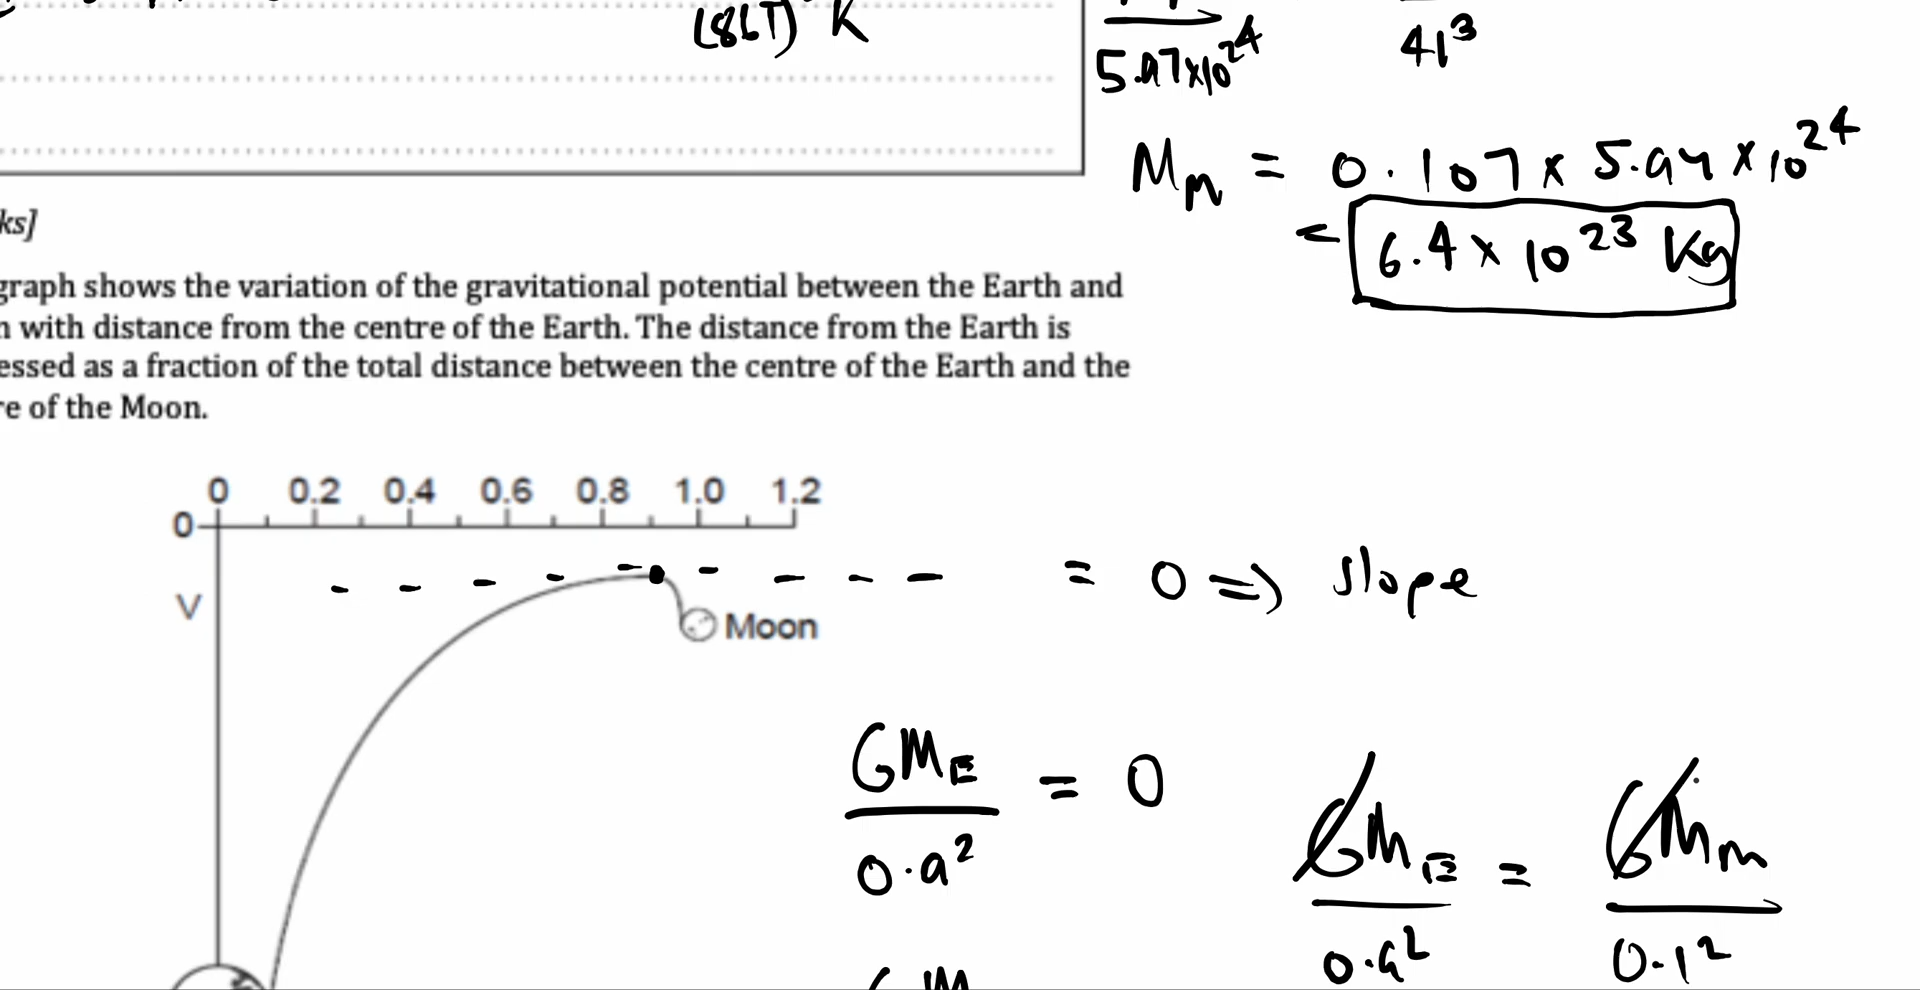 (86T) K
5.97x10^24
41^3
M_m = 0.107 x 5.97 x 10^24
= 6.4 x 10^23 Kg
ks]
graph shows the variation of the gravitational potential between the Earth and
n with distance from the centre of the Earth. The distance from the Earth is
essed as a fraction of the total distance between the centre of the Earth and the
re of the Moon.
0 0.2 0.4 0.6 0.8 1.0 1.2
0
= 0 => slope
V
Moon
GM_E / 0.9^2 = 0
GM_E / 0.9^2 = GM_m / 0.1^2
GM